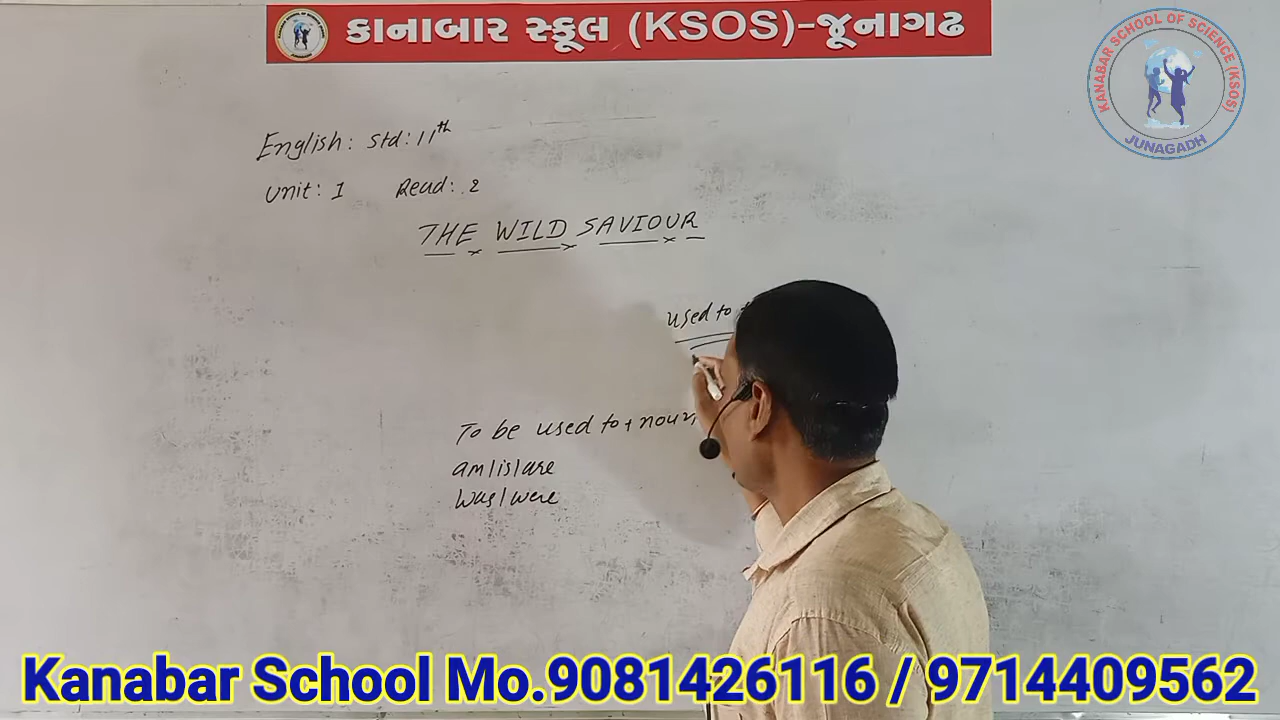 કાનાબાર સ્કૂલ (KSOS)-જૂનાગઢ
KANABAR SCHOOL OF SCIENCE (KSOS)
JUNAGADH
English: Std: 11th
Unit: 1 Read: 2
THE WILD SAVIOUR
used to
To be used to + noun
am/is/are
was/were
Kanabar School Mo.9081426116 / 9714409562